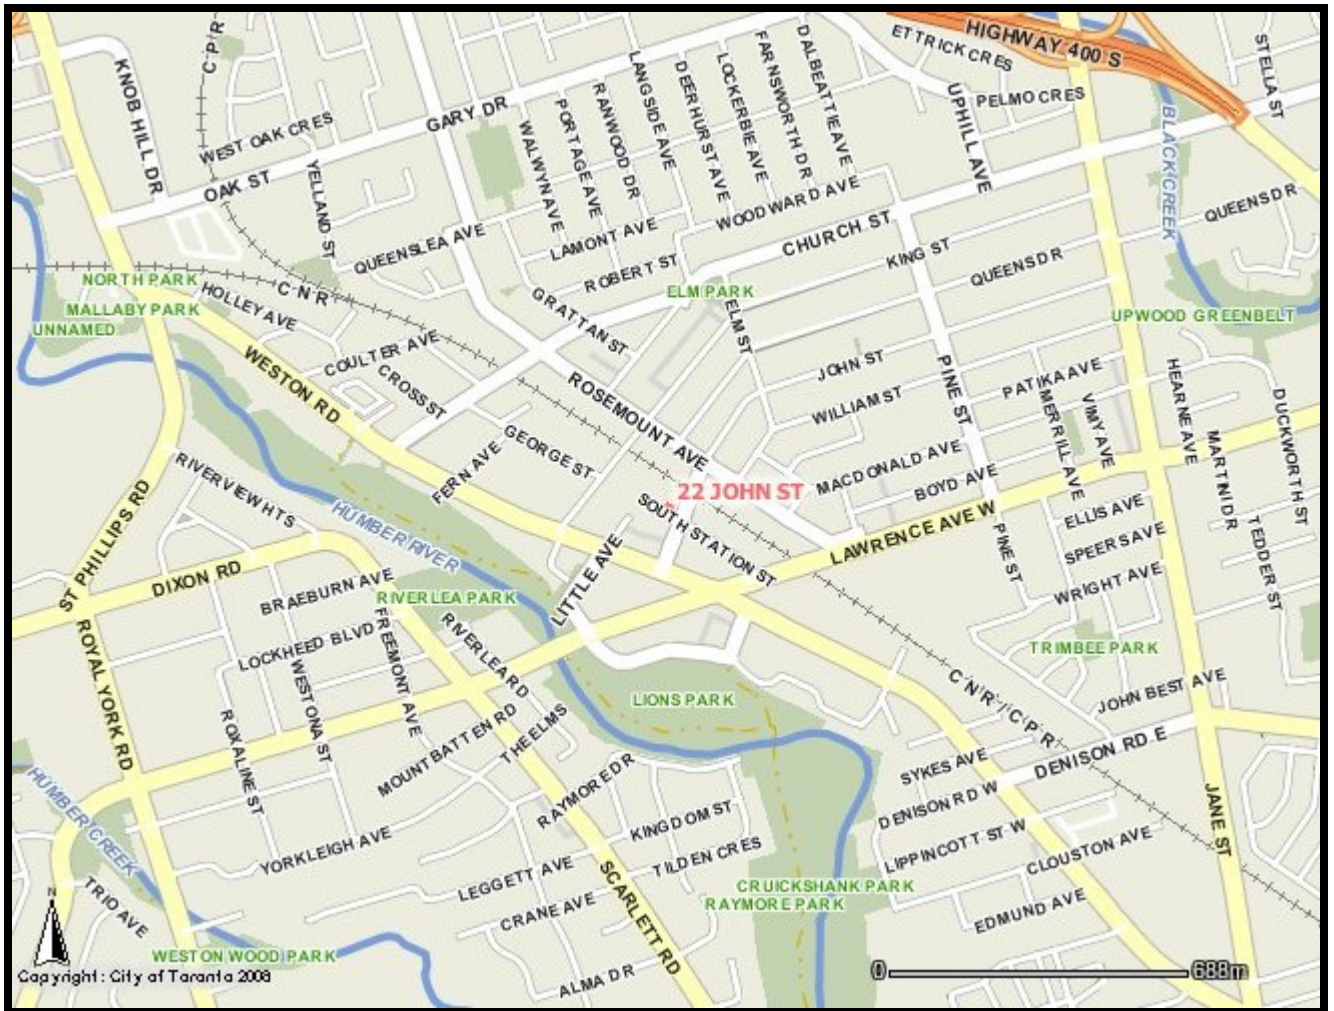 HIGHWAY 400 S
ETTRICK CRES
STELLA ST
KNOB HILL DR
C P R
GARY DR
LANGSIDE AVE
DEERHURST AVE
LOCKERBIE AVE
FARNSWORTH DR
DALBEATTIE AVE
UPHILL AVE
PELMO CRES
BLACK CREEK
WEST OAK CRES
WALWYN AVE
PORTAGE AVE
RANWOOD DR
OAK ST
YELLAND ST
WOODWARD AVE
QUEENS DR
QUEENSLEA AVE
LAMONT AVE
CHURCH ST
KING ST
QUEENS DR
ROBERT ST
NORTH PARK
C N R
ELM PARK
MALLABY PARK
HOLLEY AVE
GRATTAN ST
ELM ST
UPWOOD GREENBELT
UNNAMED
COULTER AVE
WESTON RD
CROSS ST
ROSEMOUNT AVE
JOHN ST
PINE ST
PATIKA AVE
HEARNE AVE
DUCKWORTH ST
WILLIAM ST
MERRILL AVE
VIMY AVE
MARTINI DR
GEORGE ST
FERN AVE
MACDONALD AVE
BOYD AVE
RIVERVIEW HTS
22 JOHN ST
SOUTH STATION ST
LAWRENCE AVE W
ELLIS AVE
TEDDER ST
ST PHILLIPS RD
HUMBER RIVER
PINE ST
SPEERS AVE
DIXON RD
BRAEBURN AVE
RIVERLEA PARK
LITTLE AVE
WRIGHT AVE
ROYAL YORK RD
LOCKHEED BLVD
FREEMONT AVE
RIVERLEA RD
TRIMBEE PARK
WESTONA ST
LIONS PARK
C N R / C P R
JOHN BEST AVE
ROXALINE ST
MOUNTBATTEN RD
THE ELMS
DENISON RD E
HUMBER CREEK
RAYMORE DR
SYKES AVE
DENISON RD W
JANE ST
YORKLEIGH AVE
KINGDOM ST
LIPPINCOTT ST W
CLOUSTON AVE
LEGGETT AVE
TILDEN CRES
SCARLETT RD
CRUICKSHANK PARK
TRIO AVE
CRANE AVE
RAYMORE PARK
EDMUND AVE
N
WESTON WOOD PARK
ALMA DR
Copyright : City of Toronto 2008
0
688m